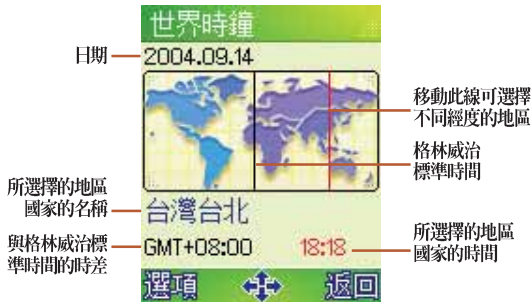 世界時鐘
日期
2004.09.14
移動此線可選擇
不同經度的地區
格林威治
標準時間
所選擇的地區
國家的名稱
台灣台北
與格林威治標
準時間的時差
GMT+08:00
18:18
所選擇的地區
國家的時間
選項
返回